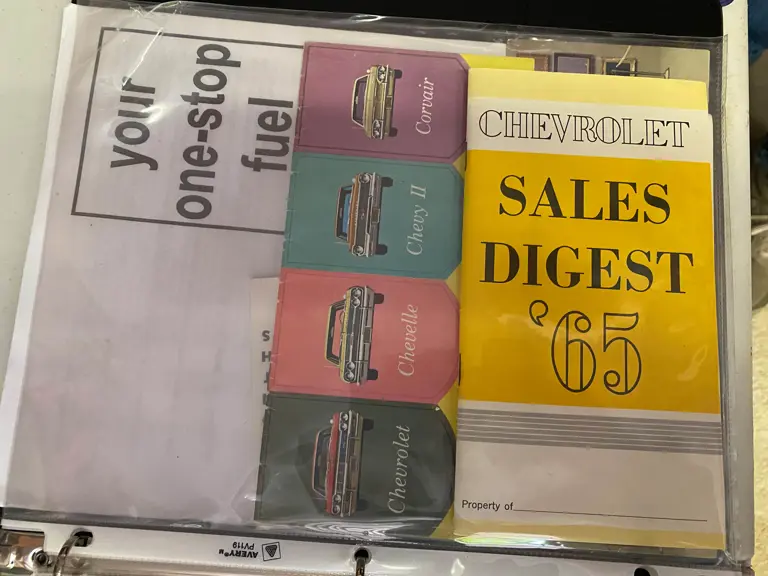 your
one-stop
fuel
Corvair
Chevy II
Chevelle
Chevrolet
CHEVROLET
SALES
DIGEST
'65
Property of
AVERY
PV119